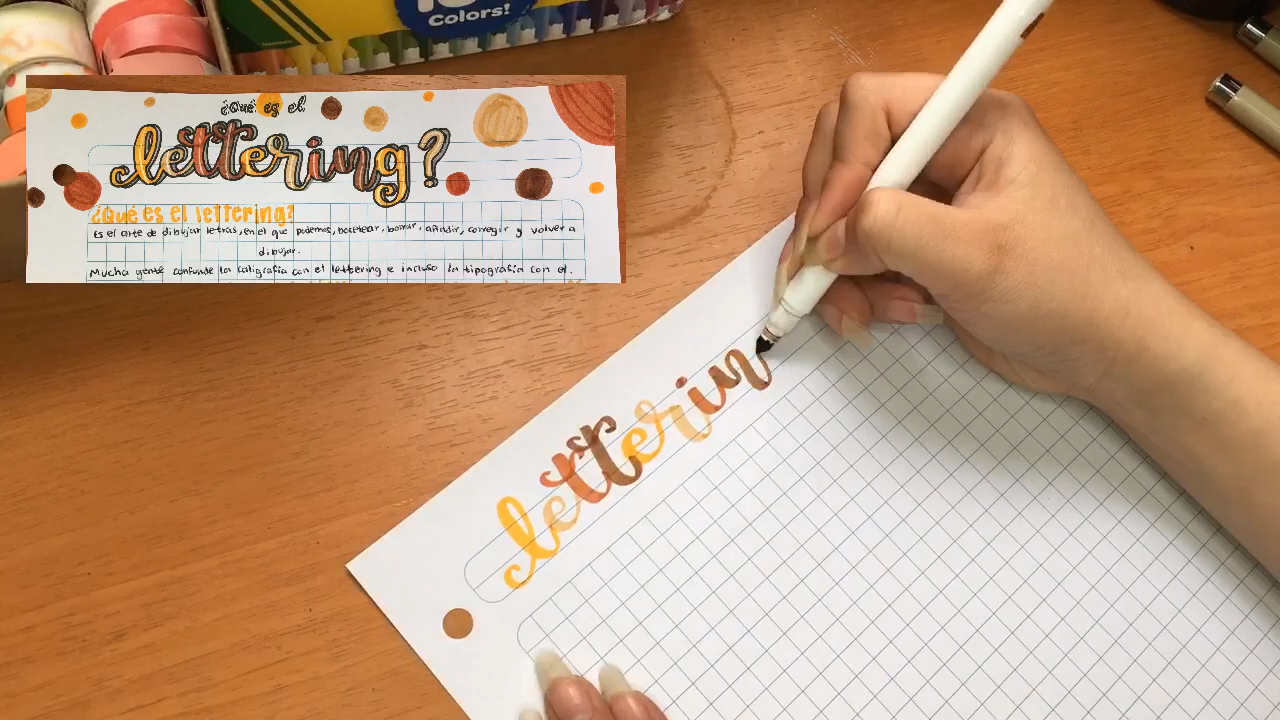 Colors!
¿Qué es el
lettering?
¿Qué es el lettering?
Es el arte de dibujar letras, en el que podemos, bocetear, borrar, añadir, corregir y volver a
dibujar.
Mucha gente confunde la caligrafía con el lettering e incluso la tipografía con el.
letterin